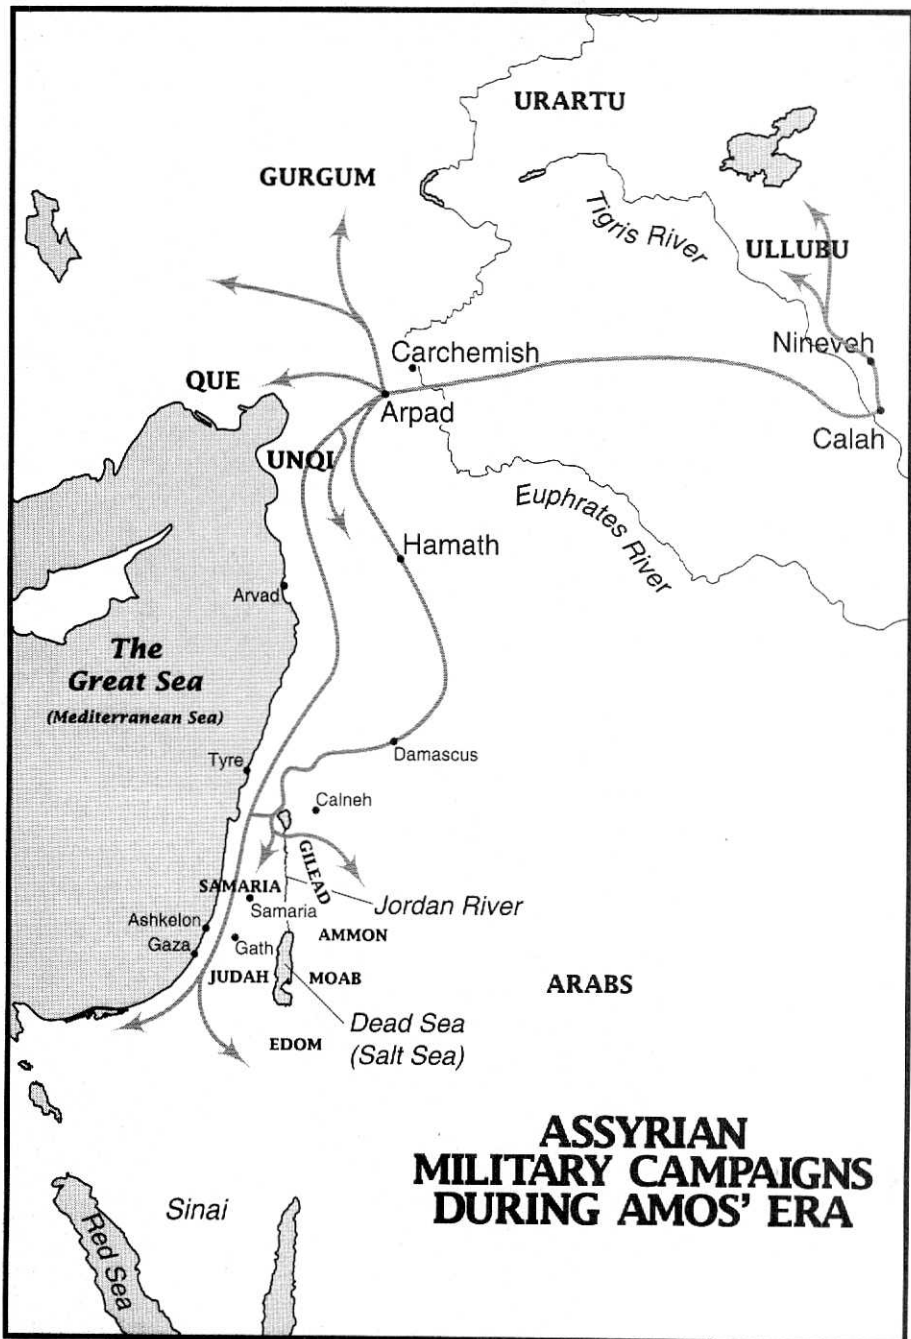 URARTU
GURGUM
Tigris River
ULLUBU
Nineveh
Carchemish
QUE
Arpad
Calah
UNQI
Euphrates River
Hamath
Arvad
The
Great Sea
(Mediterranean Sea)
Tyre
Damascus
Calneh
GILEAD
SAMARIA
Samaria
Jordan River
Ashkelon
AMMON
Gaza
Gath
JUDAH
MOAB
ARABS
Dead Sea
(Salt Sea)
EDOM
ASSYRIAN
MILITARY CAMPAIGNS
DURING AMOS' ERA
Sinai
Red Sea